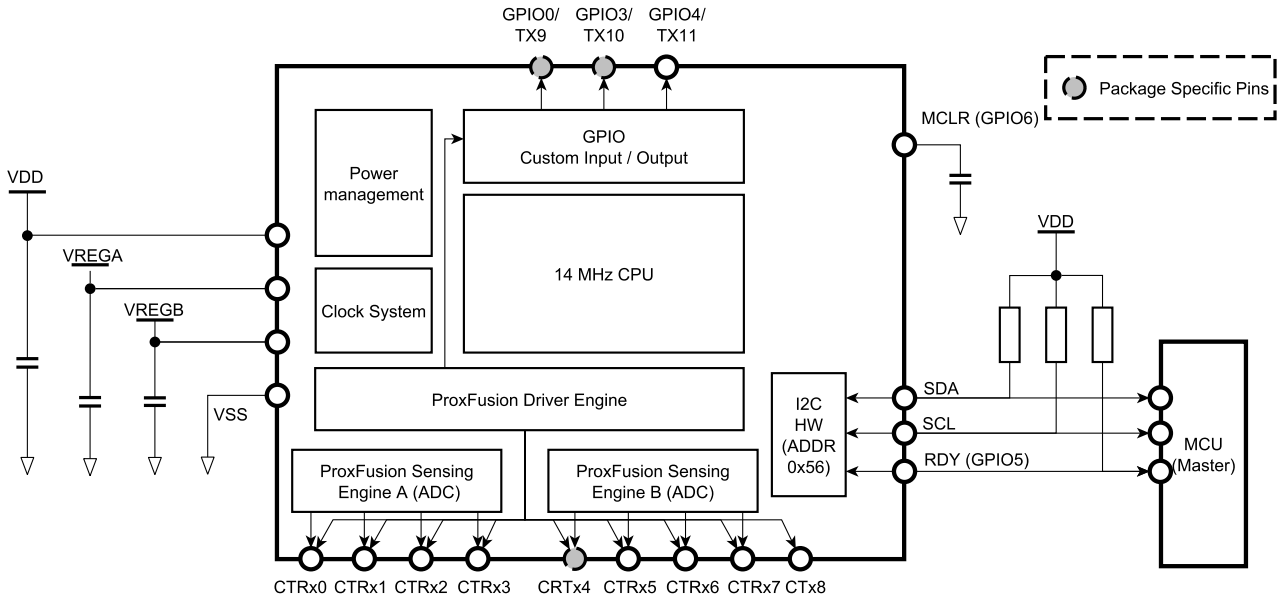 GPIO0/
TX9
GPIO3/
TX10
GPIO4/
TX11
Package Specific Pins
MCLR (GPIO6)
GPIO
Custom Input / Output
Power
management
VDD
VREGA
VREGB
VSS
14 MHz CPU
Clock System
VDD
ProxFusion Driver Engine
I2C
HW
(ADDR
0x56)
SDA
SCL
RDY (GPIO5)
MCU
(Master)
ProxFusion Sensing
Engine A (ADC)
ProxFusion Sensing
Engine B (ADC)
CTRx0
CTRx1
CTRx2
CTRx3
CRTx4
CTRx5
CTRx6
CTRx7
CTx8